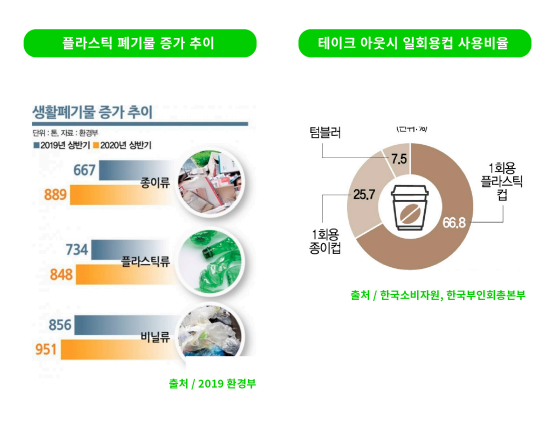 플라스틱 폐기물 증가 추이
테이크 아웃시 일회용컵 사용비율
생활폐기물 증가 추이
단위 : 톤, 자료 : 환경부
■2019년 상반기 ■2020년 상반기
667
889
종이류
734
848
플라스틱류
856
951
비닐류
출처 / 2019 환경부
(단위:%)
텀블러
7.5
1회용
플라스틱
컵
25.7
66.8
1회용
종이컵
출처 / 한국소비자원, 한국부인회총본부